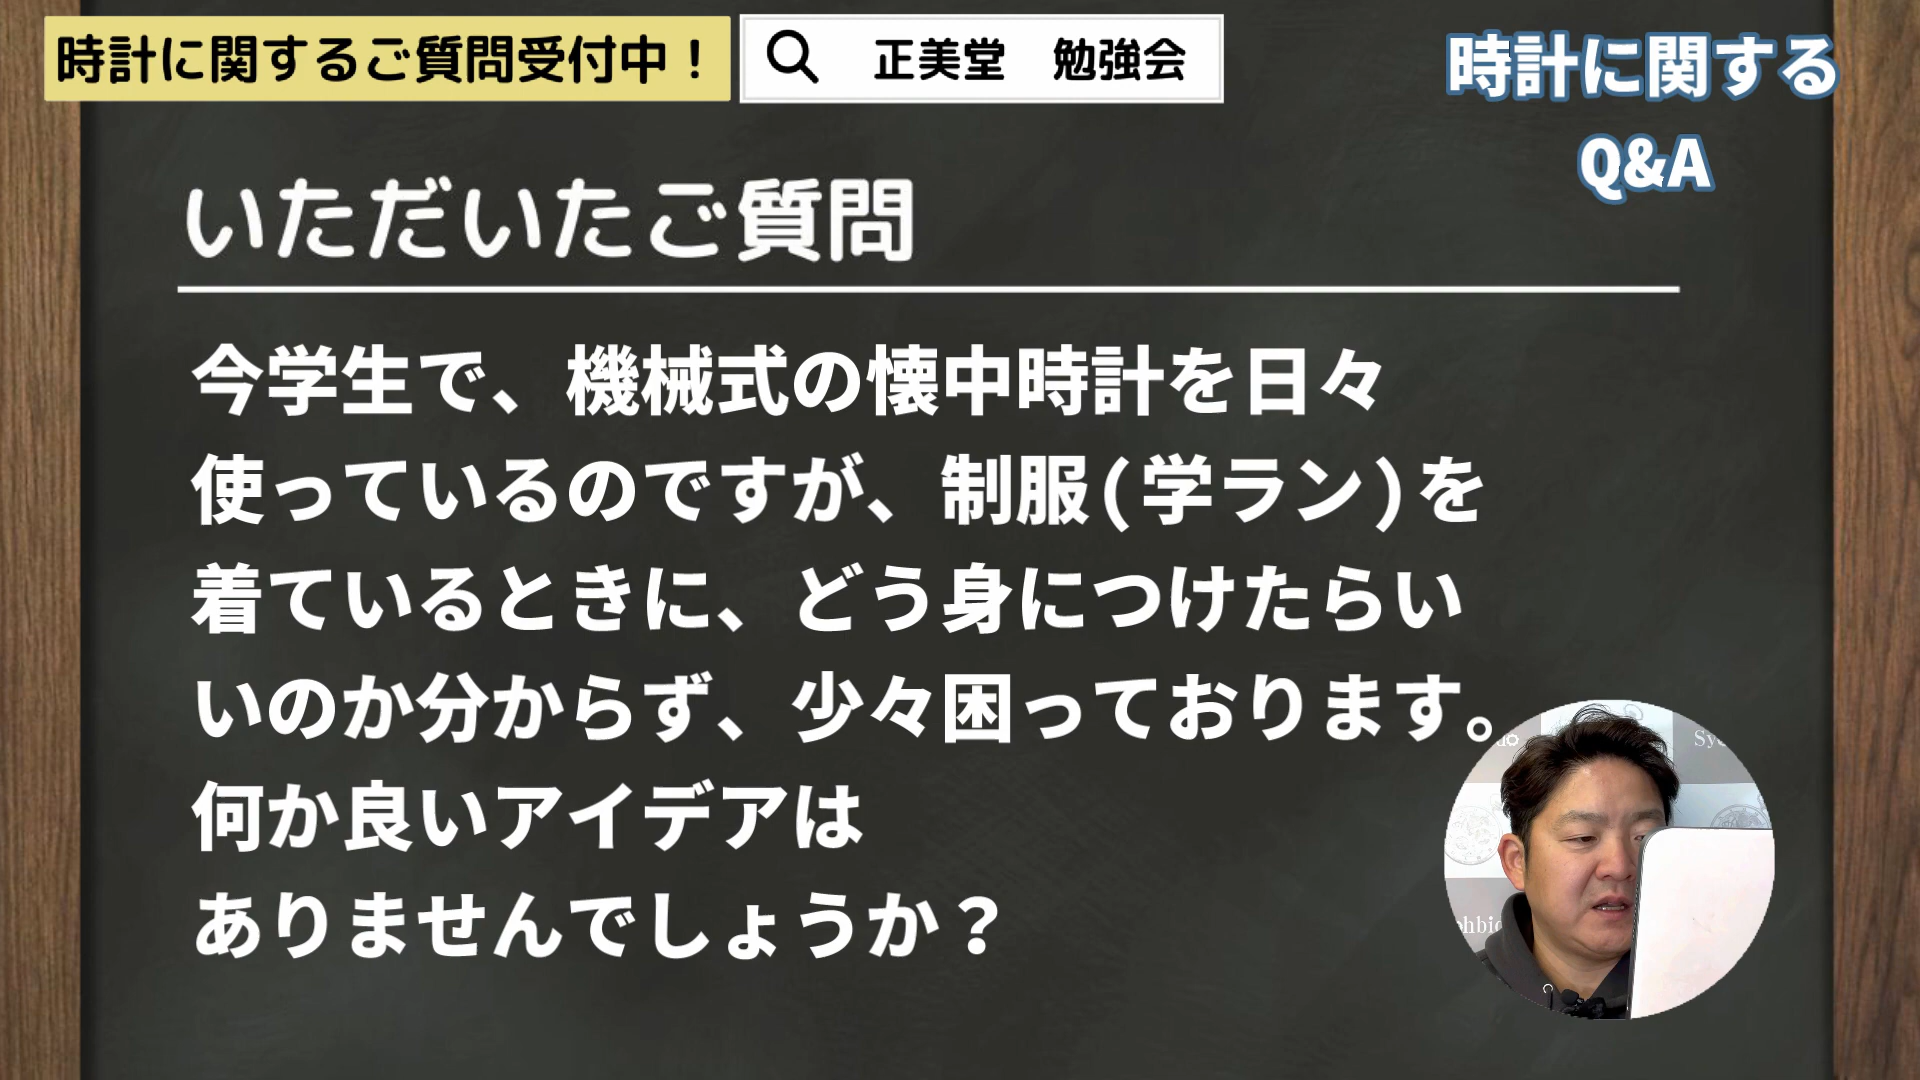 時計に関するご質問受付中！
正美堂　勉強会
時計に関する
Q&A
いただいたご質問
今学生で、機械式の懐中時計を日々
使っているのですが、制服(学ラン)を
着ているときに、どう身につけたらい
いのか分からず、少々困っております。
何か良いアイデアは
ありませんでしょうか？